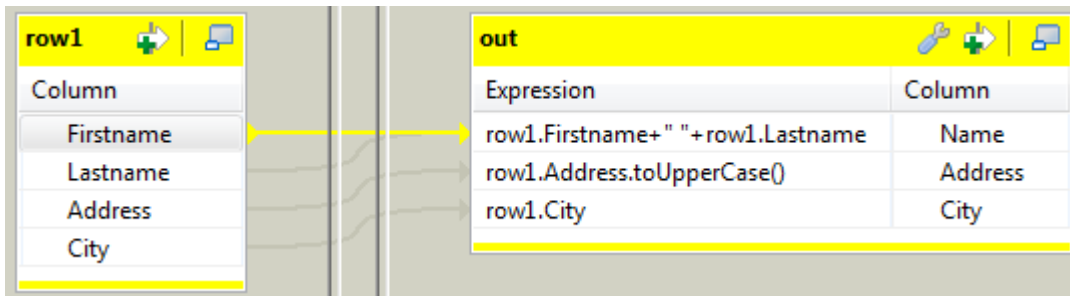 row1
Column
Firstname
Lastname
Address
City
out
Expression Column
row1.Firstname+" "+row1.Lastname Name
row1.Address.toUpperCase() Address
row1.City City